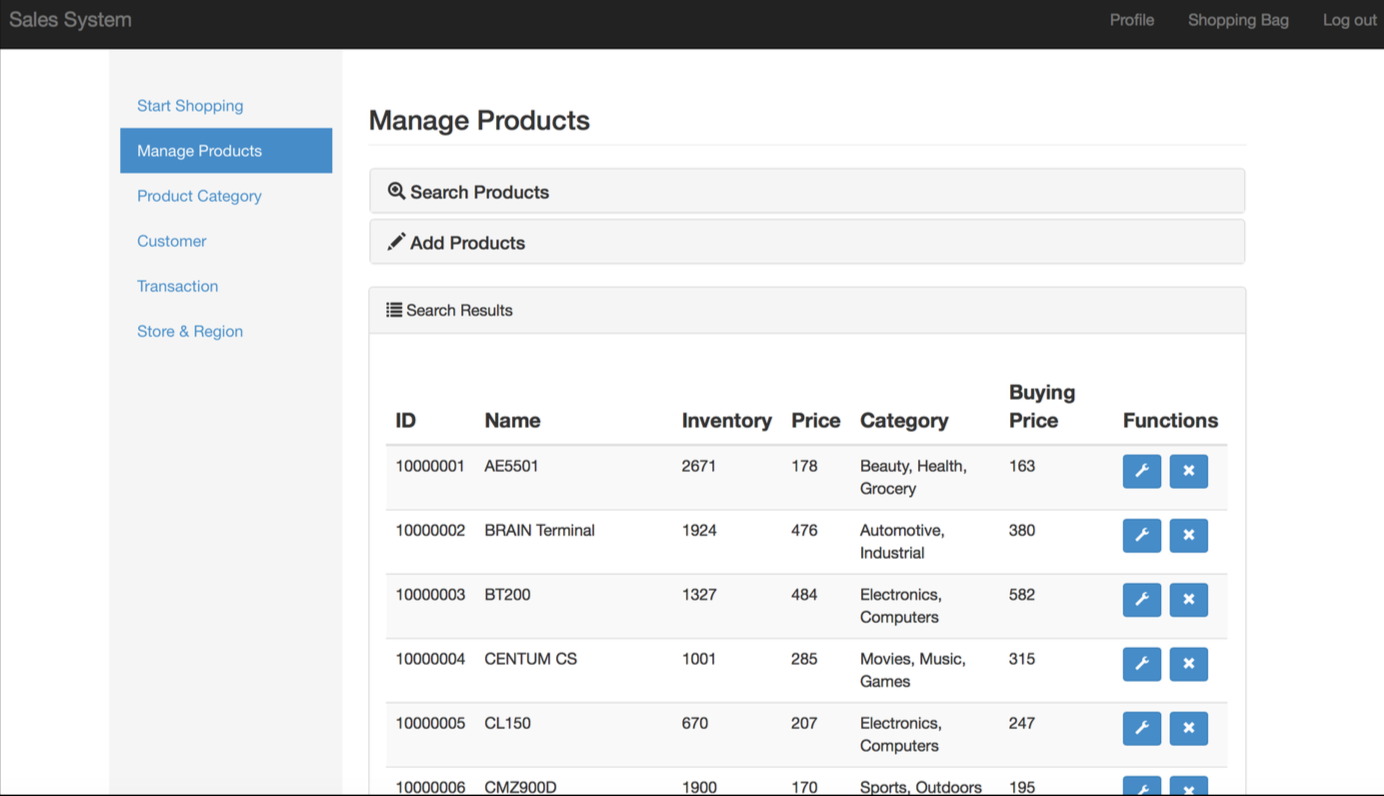 Sales System Profile Shopping Bag Log out
Start Shopping
Manage Products
Product Category
Customer
Transaction
Store & Region
Manage Products
Search Products
Add Products
Search Results
ID Name Inventory Price Category Buying Price Functions
10000001 AE5501 2671 178 Beauty, Health, 163
Grocery
10000002 BRAIN Terminal 1924 476 Automotive, 380
Industrial
10000003 BT200 1327 484 Electronics, 582
Computers
10000004 CENTUM CS 1001 285 Movies, Music, 315
Games
10000005 CL150 670 207 Electronics, 247
Computers
10000006 CMZ900D 1900 170 Sports, Outdoors 195